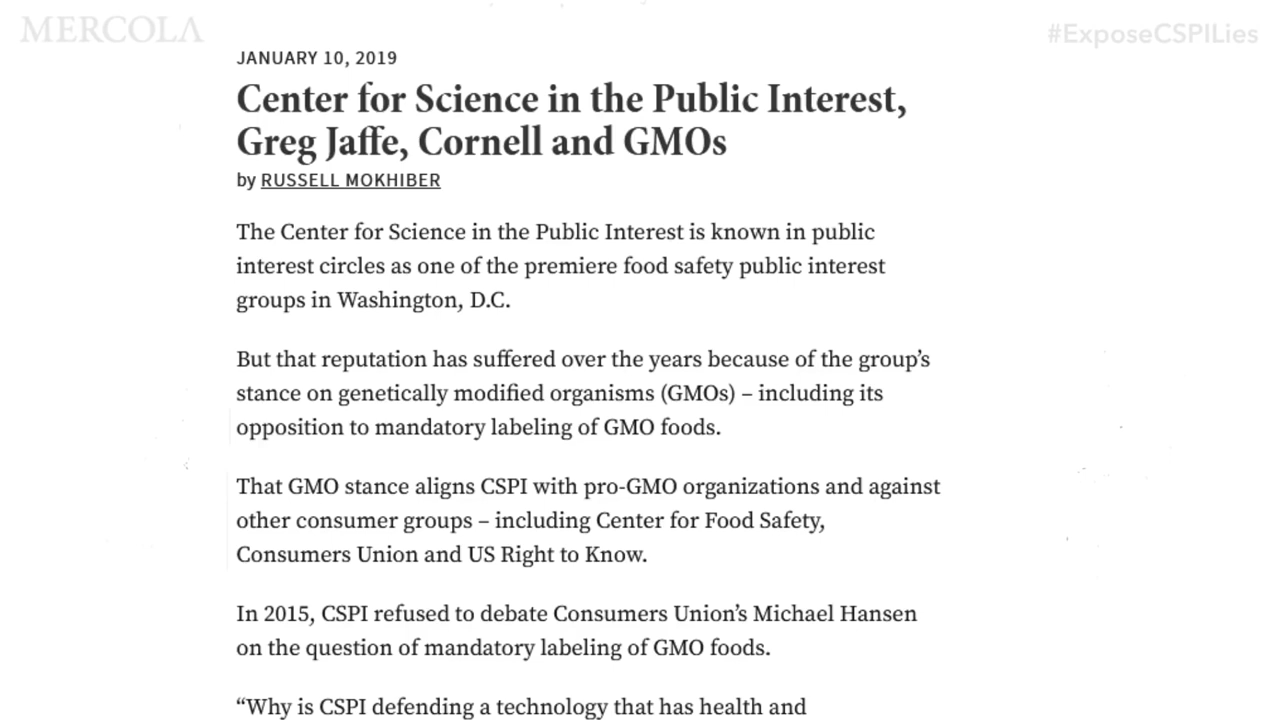 MERCOLA
#ExposeCSPILies
JANUARY 10, 2019
Center for Science in the Public Interest,
Greg Jaffe, Cornell and GMOs
by RUSSELL MOKHIBER
The Center for Science in the Public Interest is known in public
interest circles as one of the premiere food safety public interest
groups in Washington, D.C.
But that reputation has suffered over the years because of the group’s
stance on genetically modified organisms (GMOs) – including its
opposition to mandatory labeling of GMO foods.
That GMO stance aligns CSPI with pro-GMO organizations and against
other consumer groups – including Center for Food Safety,
Consumers Union and US Right to Know.
In 2015, CSPI refused to debate Consumers Union’s Michael Hansen
on the question of mandatory labeling of GMO foods.
“Why is CSPI defending a technology that has health and